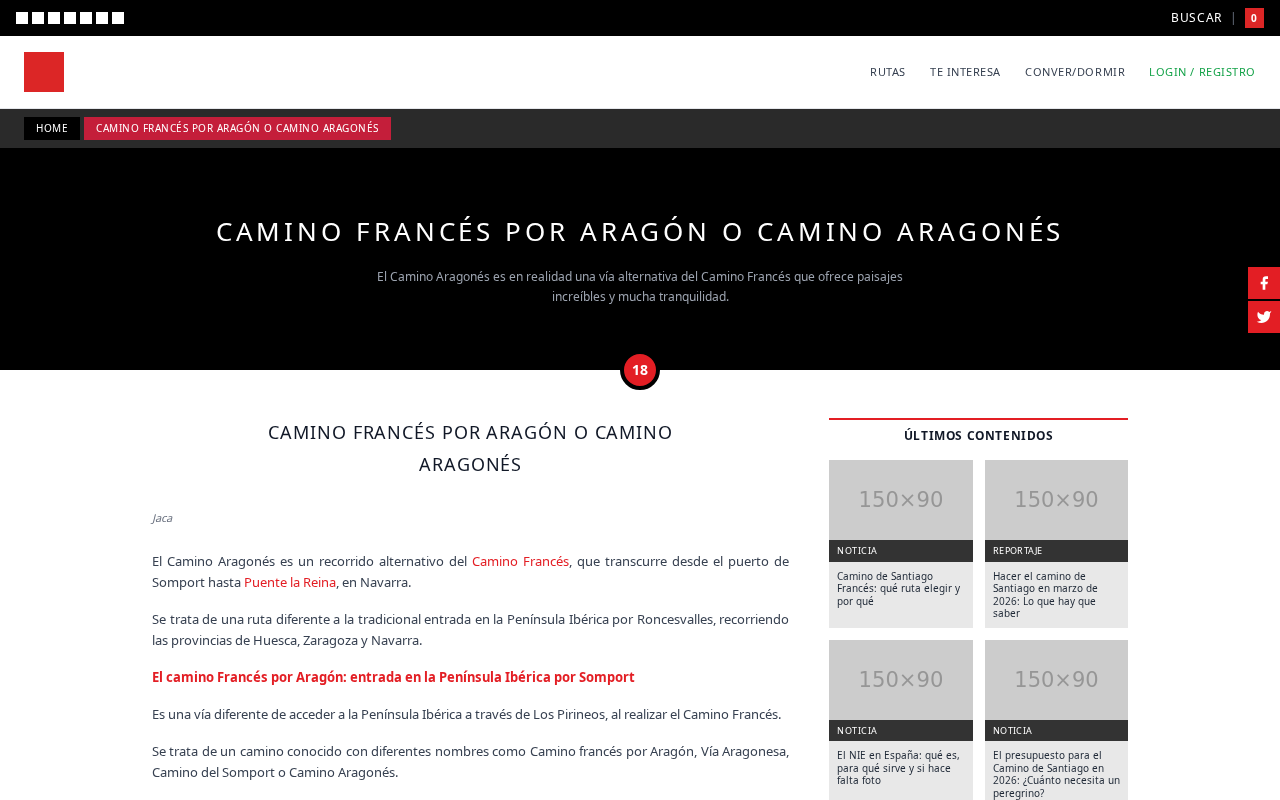 BUSCAR | 0
RUTAS TE INTERESA CONVER/DORMIR LOGIN / REGISTRO
HOME CAMINO FRANCÉS POR ARAGÓN O CAMINO ARAGONÉS
CAMINO FRANCÉS POR ARAGÓN O CAMINO ARAGONÉS
El Camino Aragonés es en realidad una vía alternativa del Camino Francés que ofrece paisajes
increíbles y mucha tranquilidad.
18
CAMINO FRANCÉS POR ARAGÓN O CAMINO
ARAGONÉS
Jaca
El Camino Aragonés es un recorrido alternativo del Camino Francés, que transcurre desde el puerto de
Somport hasta Puente la Reina, en Navarra.
Se trata de una ruta diferente a la tradicional entrada en la Península Ibérica por Roncesvalles, recorriendo
las provincias de Huesca, Zaragoza y Navarra.
El camino Francés por Aragón: entrada en la Península Ibérica por Somport
Es una vía diferente de acceder a la Península Ibérica a través de Los Pirineos, al realizar el Camino Francés.
Se trata de un camino conocido con diferentes nombres como Camino francés por Aragón, Vía Aragonesa,
Camino del Somport o Camino Aragonés.
ÚLTIMOS CONTENIDOS
150×90
NOTICIA
Camino de Santiago
Francés: qué ruta elegir y
por qué
150×90
REPORTAJE
Hacer el camino de
Santiago en marzo de
2026: Lo que hay que
saber
150×90
NOTICIA
El NIE en España: qué es,
para qué sirve y si hace
falta foto
150×90
NOTICIA
El presupuesto para el
Camino de Santiago en
2026: ¿Cuánto necesita un
peregrino?